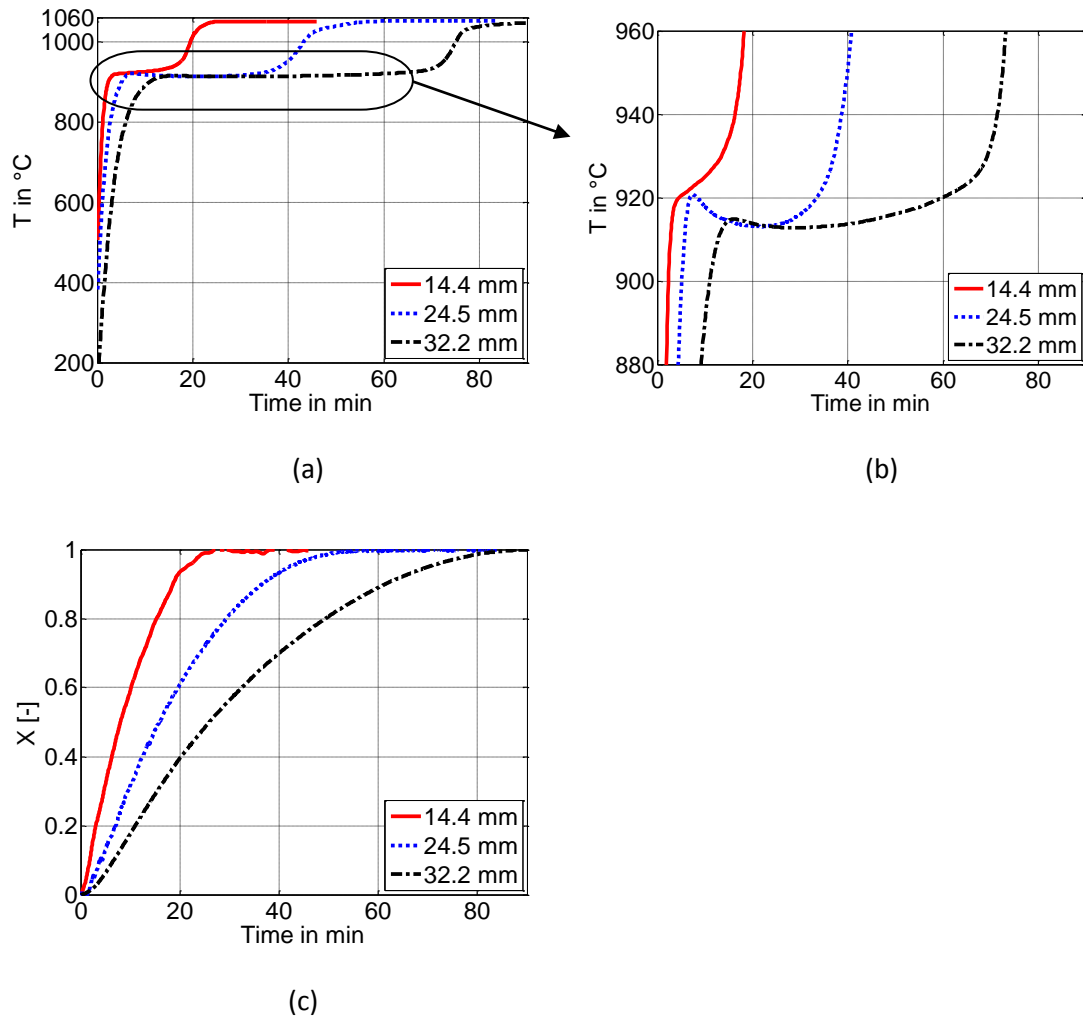 1060
1000
800
600
400
200
T in °C
0
20
40
60
80
Time in min
14.4 mm
24.5 mm
32.2 mm
(a)
960
940
920
900
880
T in °C
0
20
40
60
80
Time in min
14.4 mm
24.5 mm
32.2 mm
(b)
1
0.8
0.6
0.4
0.2
0
X [-]
0
20
40
60
80
Time in min
14.4 mm
24.5 mm
32.2 mm
(c)